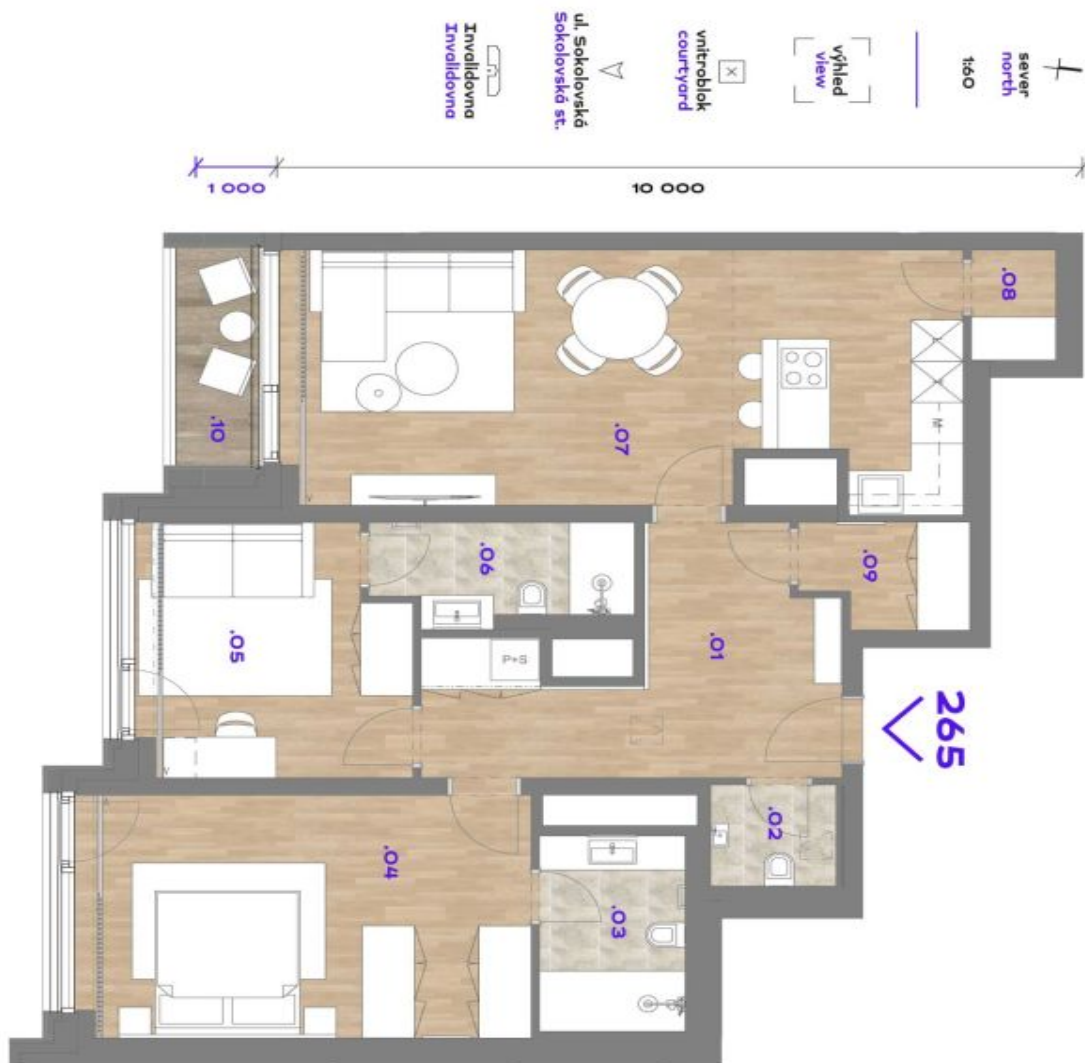 sever
north
1:60
výhled
view
x
vnitroblok
courtyard
ul. Sokolovská
Sokolovská st.
Invalidovna
Invalidovna
1 000
10 000
.08
.10
.07
M
.09
.06
.05
P+S
.01
265
.02
.04
.03